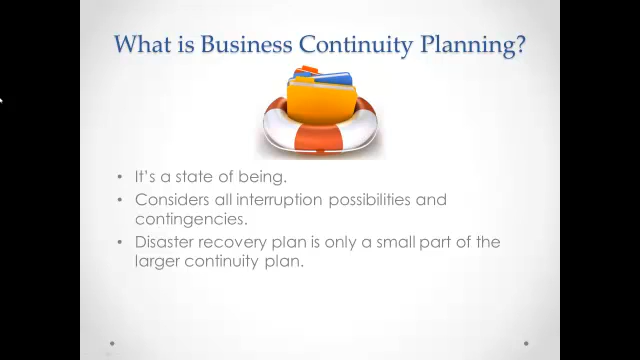 What is Business Continuity Planning?
• It's a state of being.
• Considers all interruption possibilities and
contingencies.
• Disaster recovery plan is only a small part of the
larger continuity plan.